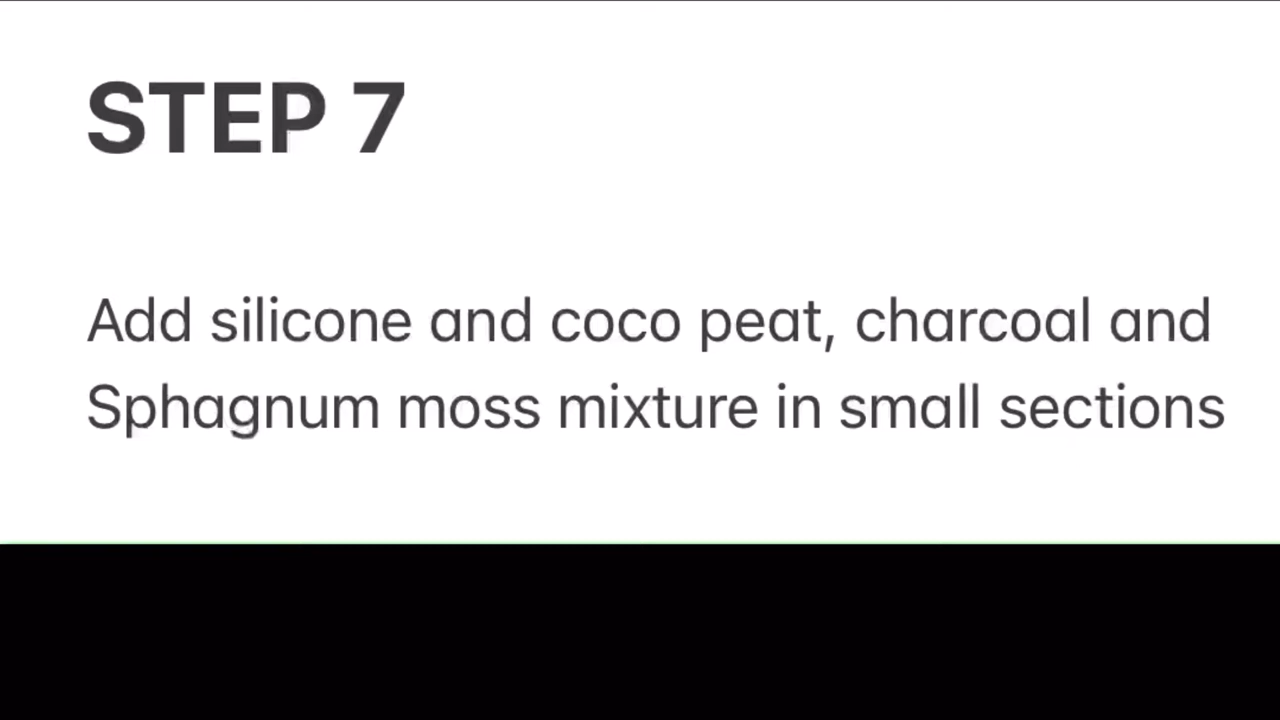 STEP 7
Add silicone and coco peat, charcoal and
Sphagnum moss mixture in small sections